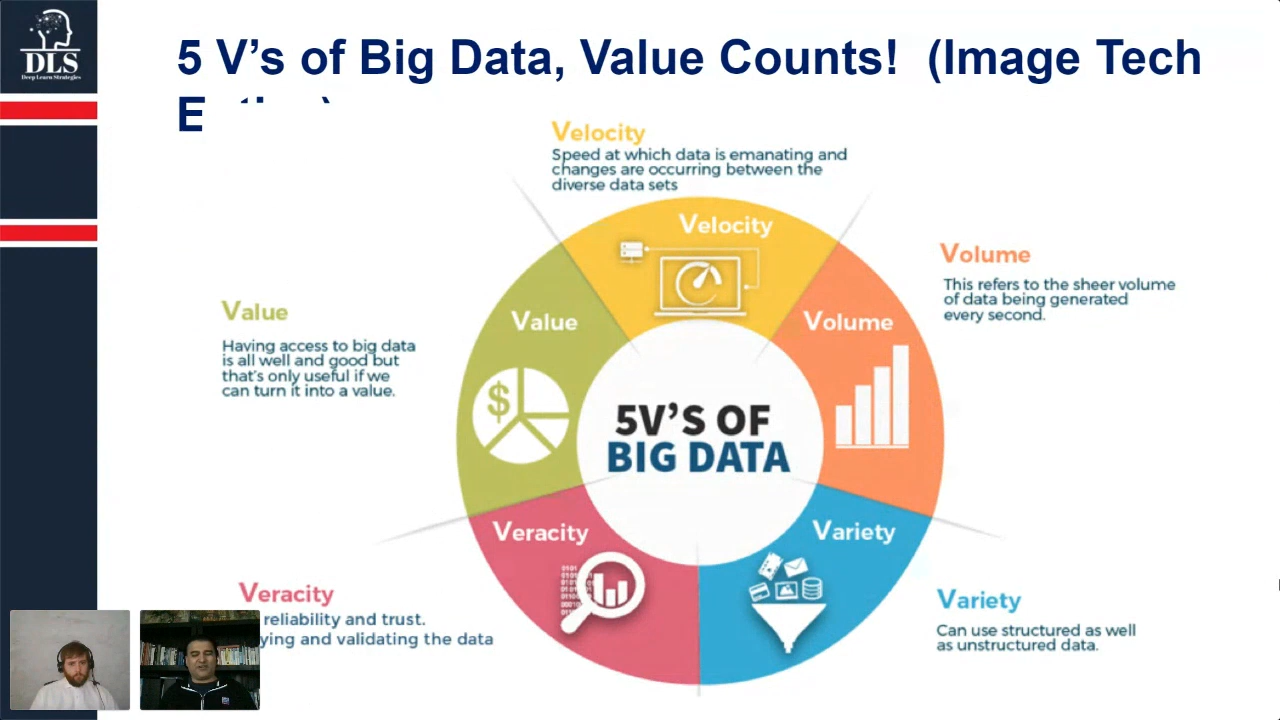 DLS
Deep Learn Strategies
5 V's of Big Data, Value Counts!  (Image Tech
E
Velocity
Speed at which data is emanating and
changes are occurring between the
diverse data sets
Velocity
Volume
This refers to the sheer volume
of data being generated
every second.
Value
Having access to big data
is all well and good but
that's only useful if we
can turn it into a value.
Value
$
Volume
5V'S OF
BIG DATA
Veracity
Variety
Veracity
reliability and trust.
ying and validating the data
Variety
Can use structured as well
as unstructured data.